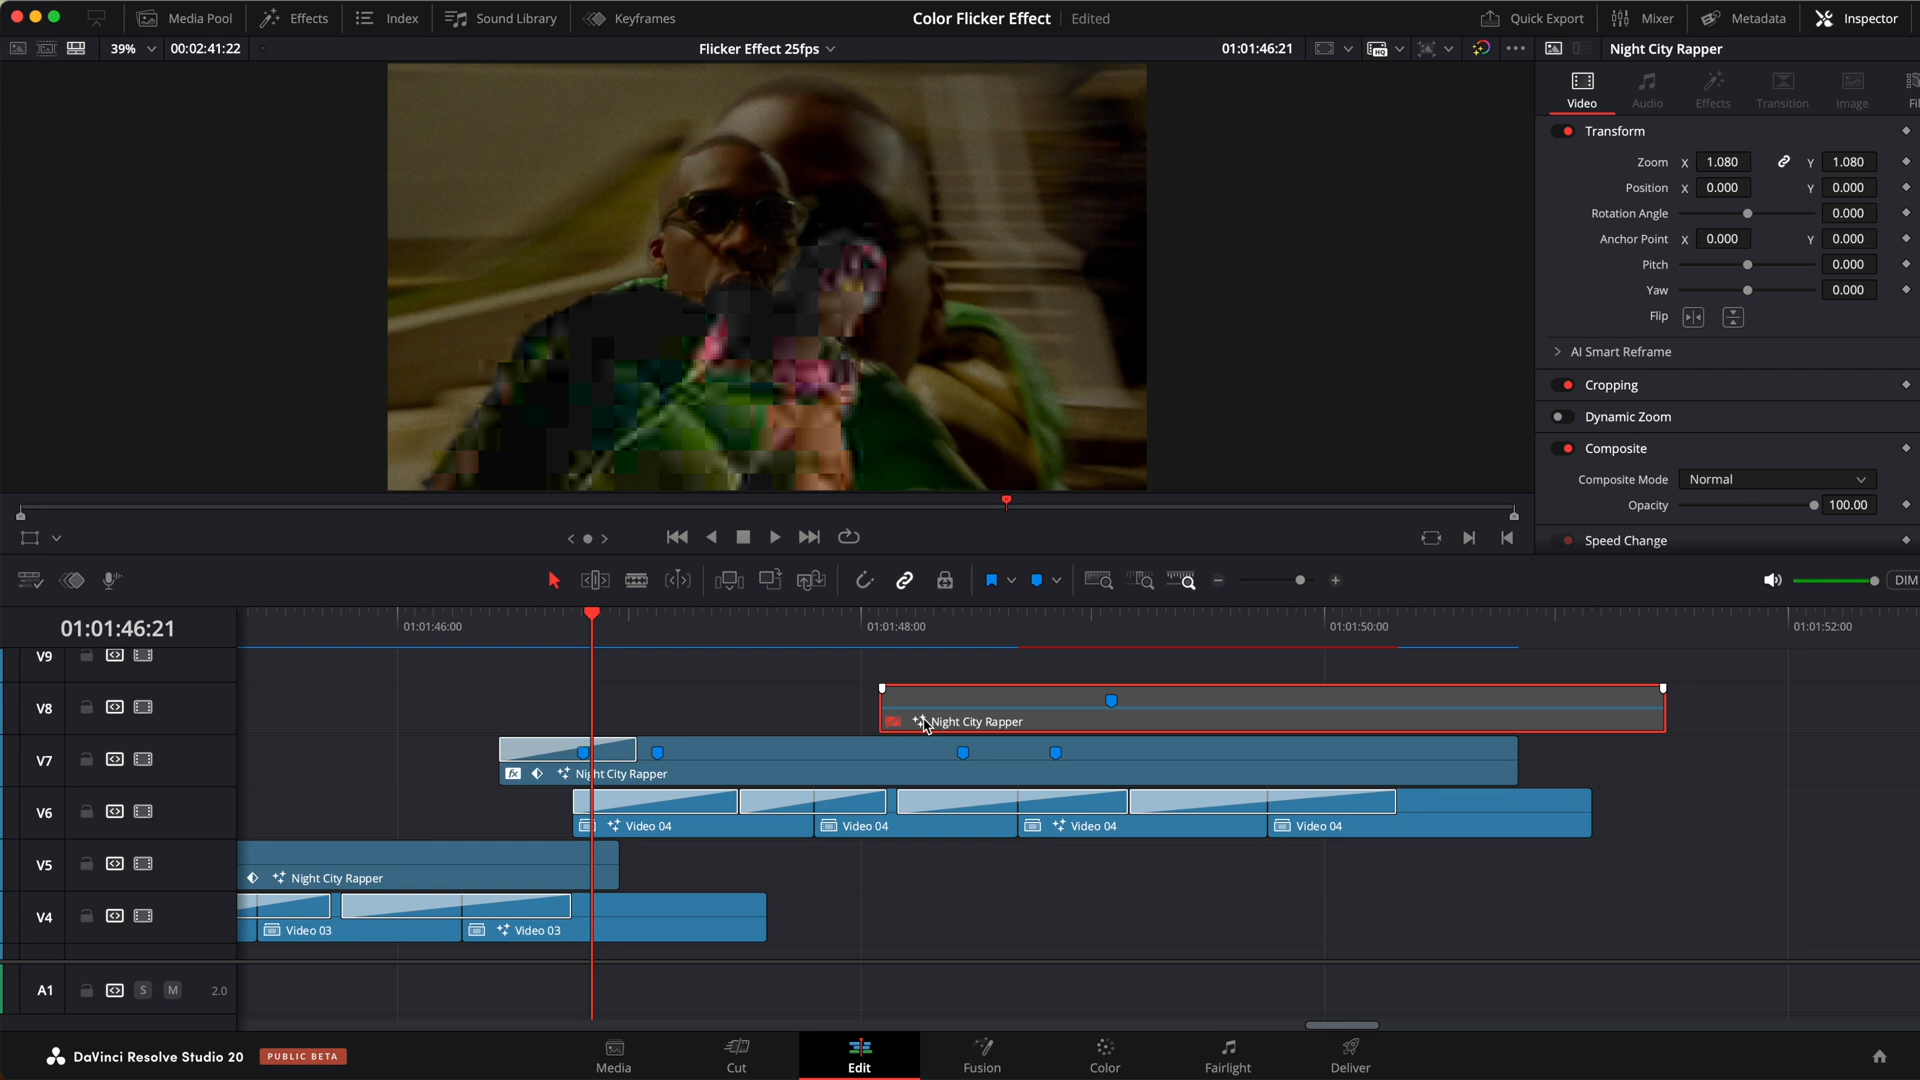 Media Pool
Effects
Index
Sound Library
Keyframes
Color Flicker Effect
Edited
Quick Export
Mixer
Metadata
Inspector
39%
00:02:41:22
Flicker Effect 25fps
01:01:46:21
HQ
Night City Rapper
Video
Audio
Effects
Transition
Image
Fil
Transform
Zoom X 1.080 Y 1.080
Position X 0.000 Y 0.000
Rotation Angle 0.000
Anchor Point X 0.000 Y 0.000
Pitch 0.000
Yaw 0.000
Flip
AI Smart Reframe
Cropping
Dynamic Zoom
Composite
Composite Mode Normal
Opacity 100.00
Speed Change
DIM
01:01:46:21
01:01:46:00
01:01:48:00
01:01:50:00
01:01:52:00
V9
V8
Night City Rapper
V7
fx
Night City Rapper
V6
Video 04
Video 04
Video 04
Video 04
V5
Night City Rapper
V4
Video 03
Video 03
A1
S
M
2.0
DaVinci Resolve Studio 20
PUBLIC BETA
Media
Cut
Edit
Fusion
Color
Fairlight
Deliver